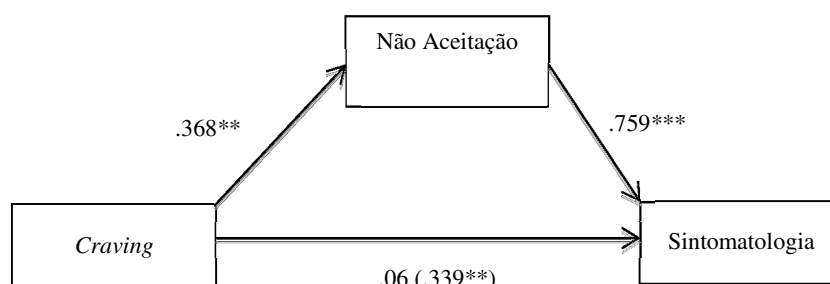 Não Aceitação
.368**
.759***
Craving
Sintomatologia
.06 (.339**)